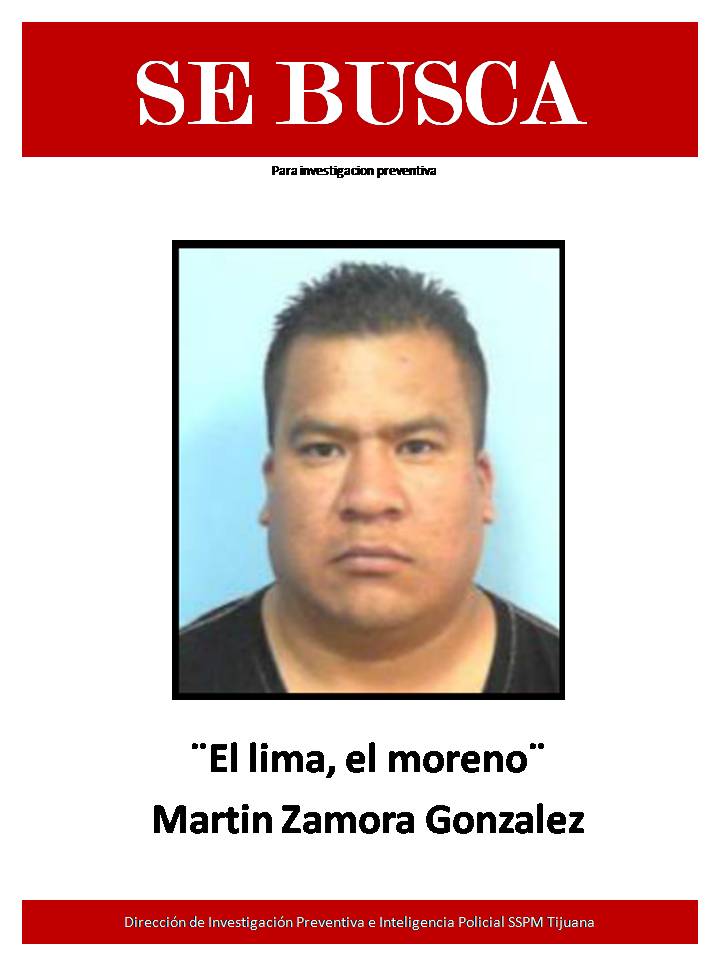 SE BUSCA
Para investigacion preventiva
¨El lima, el moreno¨
Martin Zamora Gonzalez
Dirección de Investigación Preventiva e Inteligencia Policial SSPM Tijuana